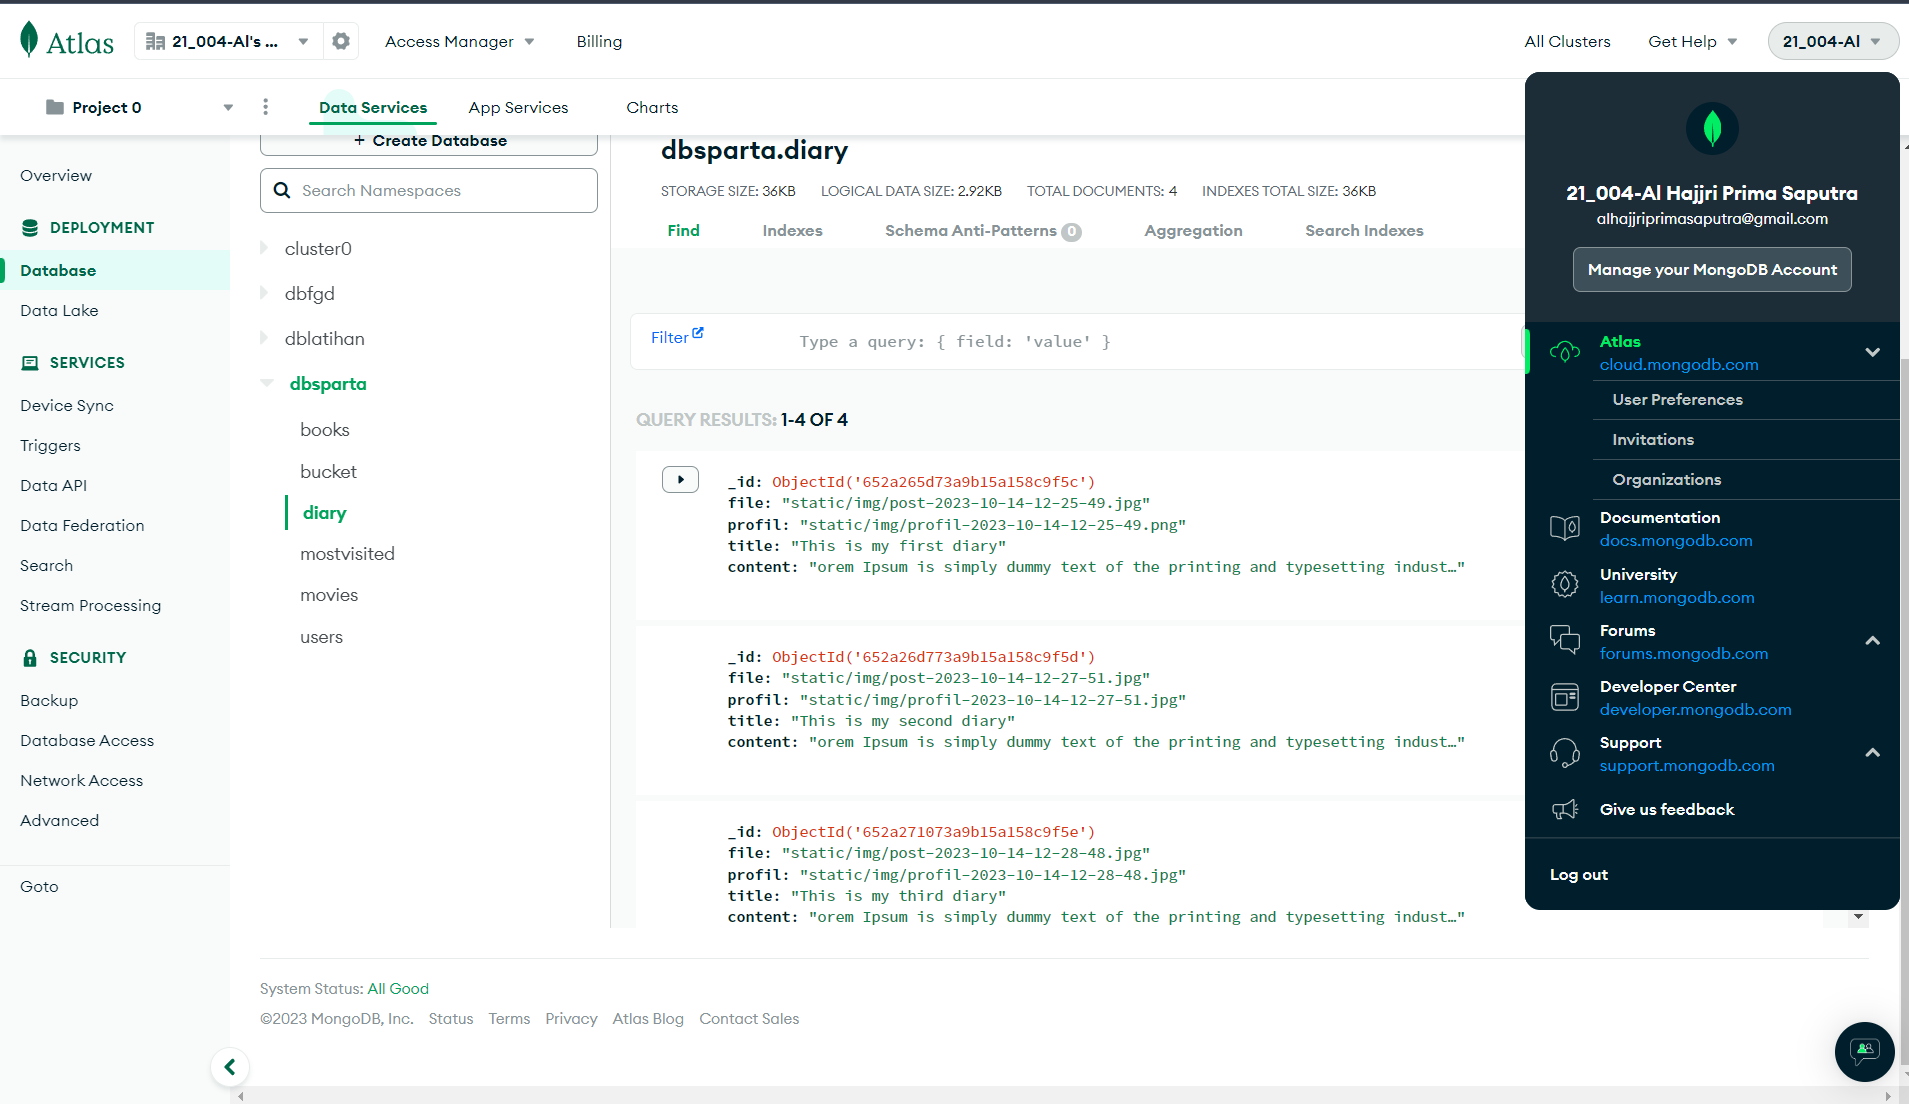 Atlas
21_004-Al's ...
Access Manager
Billing
All Clusters
Get Help
21_004-Al
Project 0
Data Services
App Services
Charts
Overview
DEPLOYMENT
Database
Data Lake
SERVICES
Device Sync
Triggers
Data API
Data Federation
Search
Stream Processing
SECURITY
Backup
Database Access
Network Access
Advanced
Goto
+ Create Database
Search Namespaces
cluster0
dbfgd
dblatihan
dbsparta
books
bucket
diary
mostvisited
movies
users
dbsparta.diary
STORAGE SIZE: 36KB LOGICAL DATA SIZE: 2.92KB TOTAL DOCUMENTS: 4 INDEXES TOTAL SIZE: 36KB
Find Indexes Schema Anti-Patterns 0 Aggregation Search Indexes
Filter
Type a query: { field: 'value' }
QUERY RESULTS: 1-4 OF 4
_id: ObjectId('652a265d73a9b15a158c9f5c')
file: "static/img/post-2023-10-14-12-25-49.jpg"
profil: "static/img/profil-2023-10-14-12-25-49.png"
title: "This is my first diary"
content: "orem Ipsum is simply dummy text of the printing and typesetting indust…"
_id: ObjectId('652a26d773a9b15a158c9f5d')
file: "static/img/post-2023-10-14-12-27-51.jpg"
profil: "static/img/profil-2023-10-14-12-27-51.jpg"
title: "This is my second diary"
content: "orem Ipsum is simply dummy text of the printing and typesetting indust…"
_id: ObjectId('652a271073a9b15a158c9f5e')
file: "static/img/post-2023-10-14-12-28-48.jpg"
profil: "static/img/profil-2023-10-14-12-28-48.jpg"
title: "This is my third diary"
content: "orem Ipsum is simply dummy text of the printing and typesetting indust…"
21_004-Al Hajjri Prima Saputra
alhajjriprimasaputra@gmail.com
Manage your MongoDB Account
Atlas
cloud.mongodb.com
User Preferences
Invitations
Organizations
Documentation
docs.mongodb.com
University
learn.mongodb.com
Forums
forums.mongodb.com
Developer Center
developer.mongodb.com
Support
support.mongodb.com
Give us feedback
Log out
System Status: All Good
©2023 MongoDB, Inc. Status Terms Privacy Atlas Blog Contact Sales